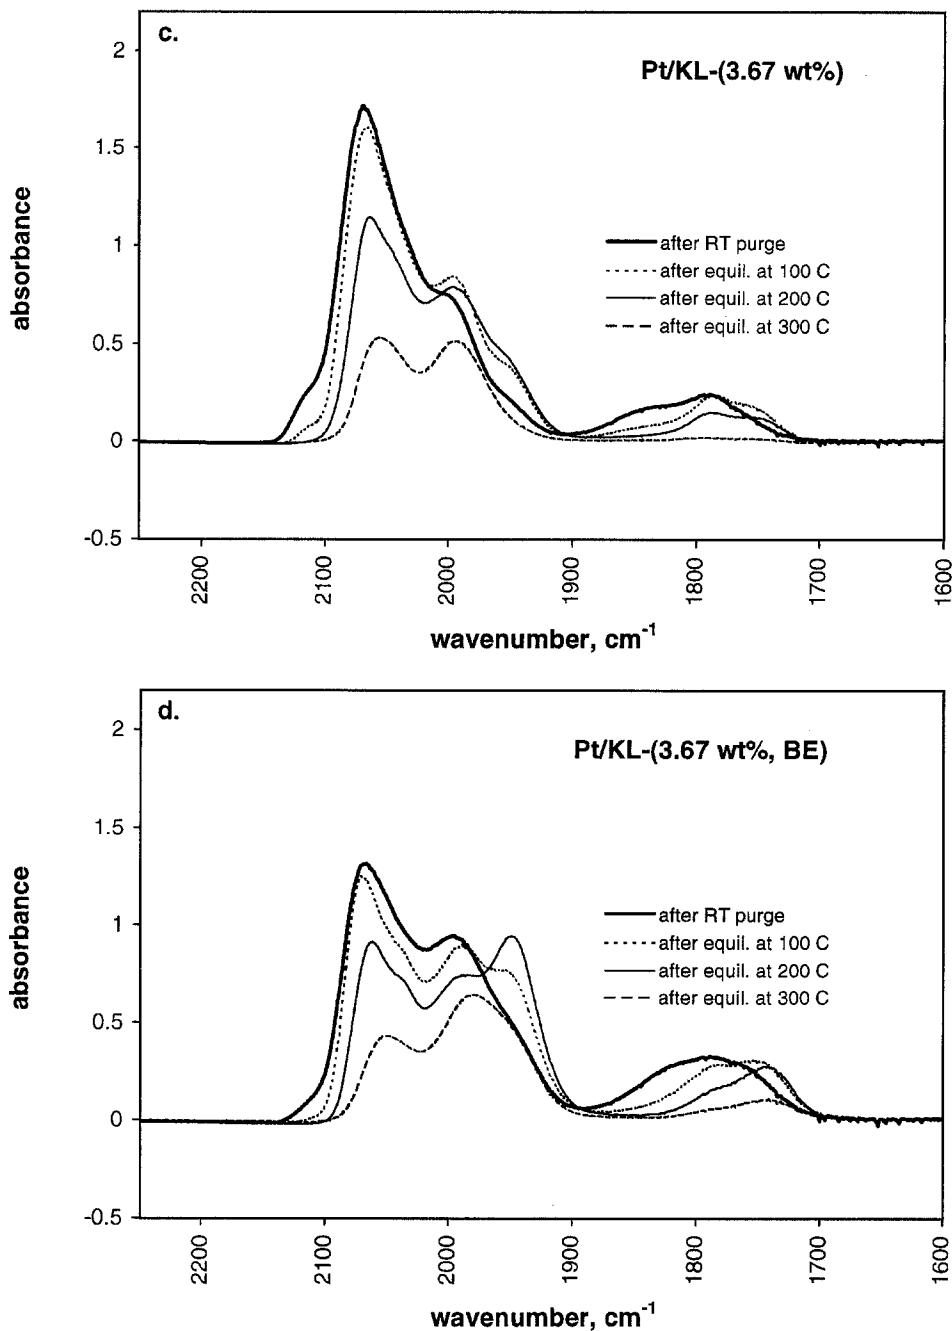 c.
Pt/KL-(3.67 wt%)
2
1.5
1
0.5
0
-0.5
absorbance
after RT purge
after equil. at 100 C
after equil. at 200 C
after equil. at 300 C
2200 2100 2000 1900 1800 1700 1600
wavenumber, cm-1
d.
Pt/KL-(3.67 wt%, BE)
2
1.5
1
0.5
0
-0.5
absorbance
after RT purge
after equil. at 100 C
after equil. at 200 C
after equil. at 300 C
2200 2100 2000 1900 1800 1700 1600
wavenumber, cm-1